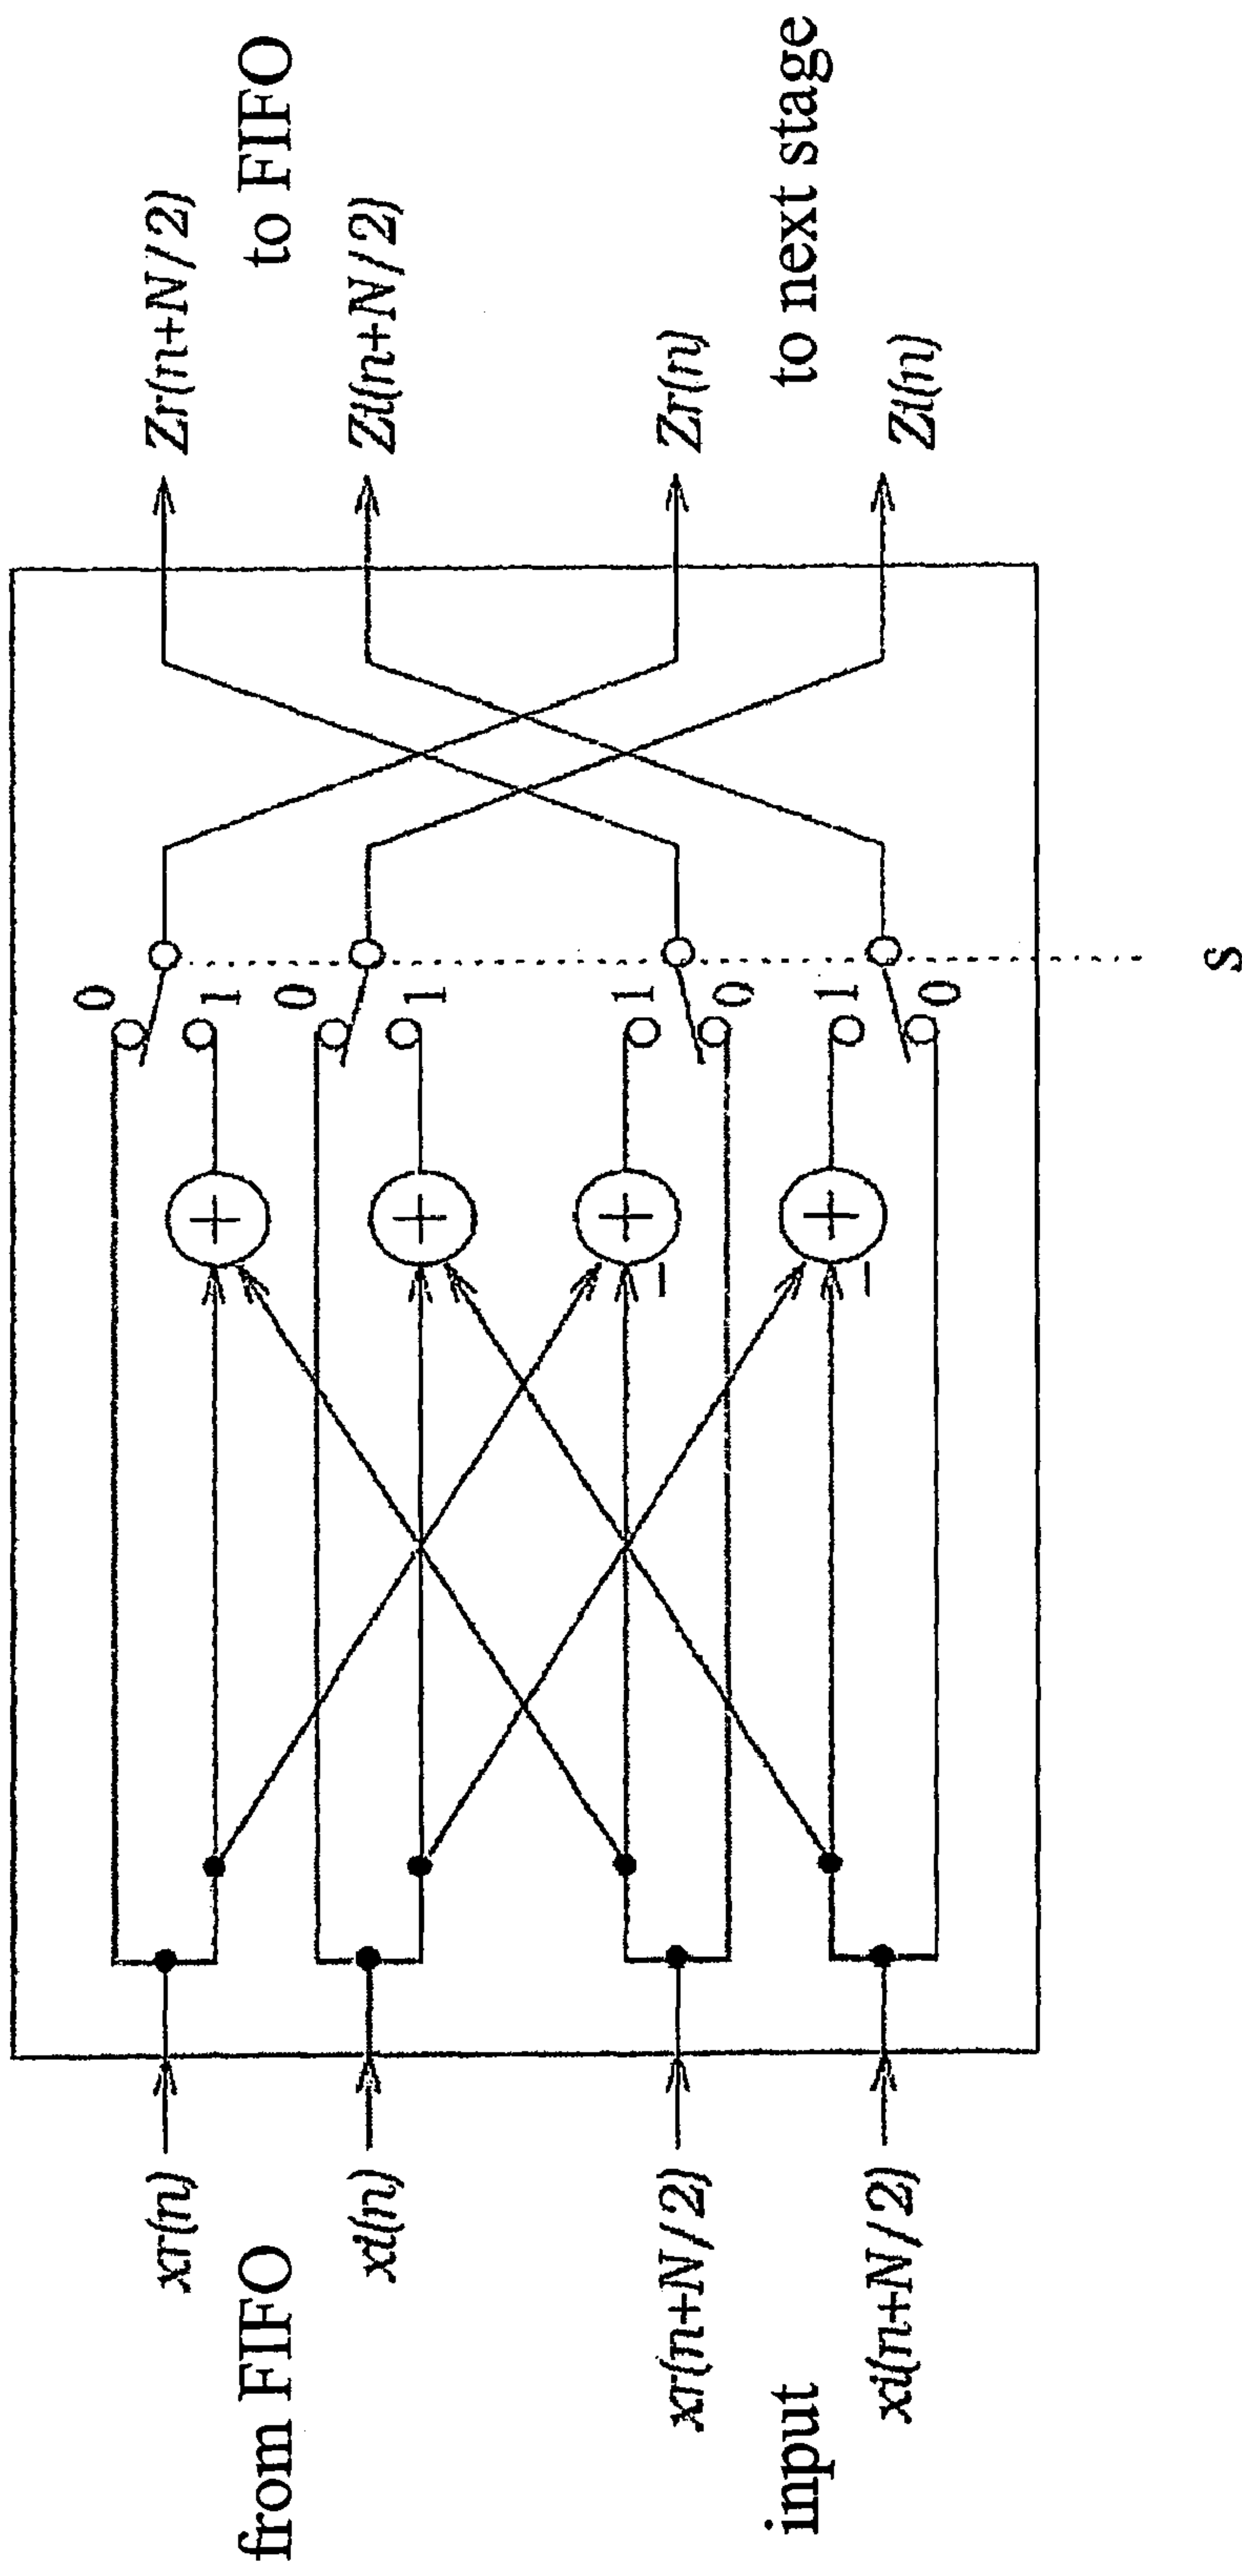 from FIFO
xr(n)
xi(n)
input
xr(n+N/2)
xi(n+N/2)
0
1
0
1
1
0
1
0
+
+
+
+
−
−
s
Zr(n+N/2)
to FIFO
Zi(n+N/2)
Zr(n)
to next stage
Zi(n)